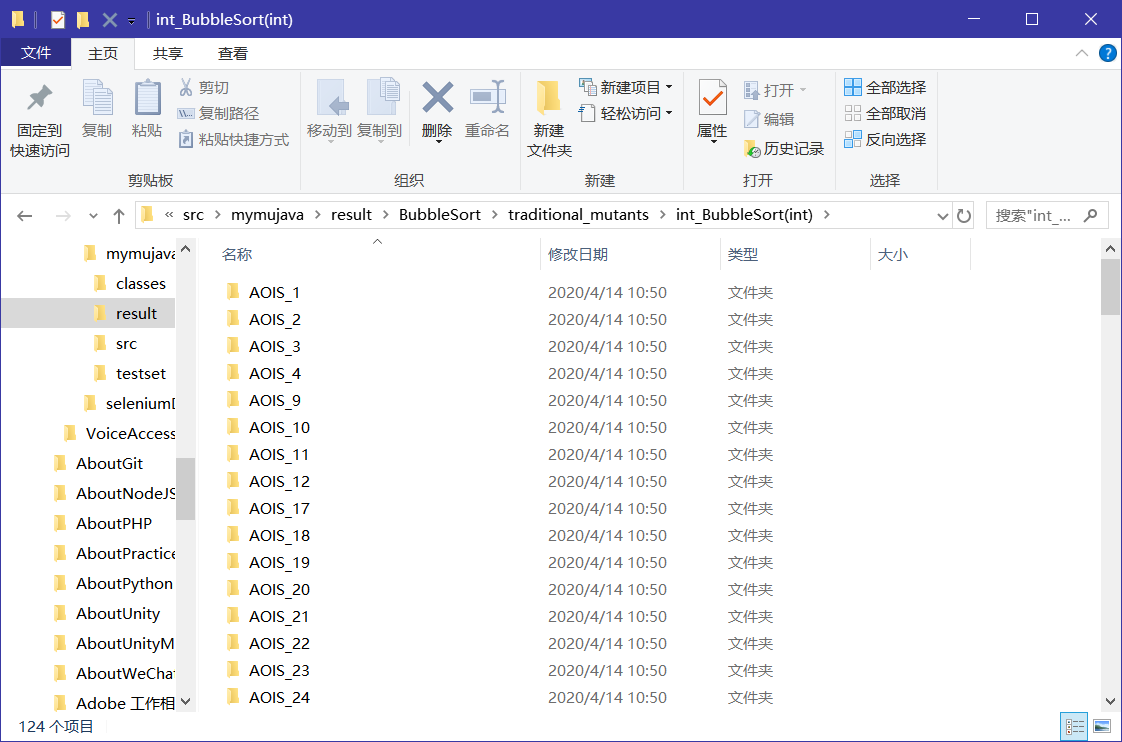 int_BubbleSort(int)
文件 主页 共享 查看
固定到
快速访问
复制
粘贴
剪切
复制路径
粘贴快捷方式
剪贴板
移动到
复制到
删除
重命名
组织
新建
文件夹
新建项目
轻松访问
新建
属性
打开
编辑
历史记录
打开
全部选择
全部取消
反向选择
选择
« src › mymujava › result › BubbleSort › traditional_mutants › int_BubbleSort(int) ›
搜索"int_...
mymujava
classes
result
src
testset
seleniumD
VoiceAccess
AboutGit
AboutNodeJS
AboutPHP
AboutPractice
AboutPython
AboutUnity
AboutUnityM
AboutWeChat
Adobe 工作相
名称 修改日期 类型 大小
AOIS_1 2020/4/14 10:50 文件夹
AOIS_2 2020/4/14 10:50 文件夹
AOIS_3 2020/4/14 10:50 文件夹
AOIS_4 2020/4/14 10:50 文件夹
AOIS_9 2020/4/14 10:50 文件夹
AOIS_10 2020/4/14 10:50 文件夹
AOIS_11 2020/4/14 10:50 文件夹
AOIS_12 2020/4/14 10:50 文件夹
AOIS_17 2020/4/14 10:50 文件夹
AOIS_18 2020/4/14 10:50 文件夹
AOIS_19 2020/4/14 10:50 文件夹
AOIS_20 2020/4/14 10:50 文件夹
AOIS_21 2020/4/14 10:50 文件夹
AOIS_22 2020/4/14 10:50 文件夹
AOIS_23 2020/4/14 10:50 文件夹
AOIS_24 2020/4/14 10:50 文件夹
124 个项目